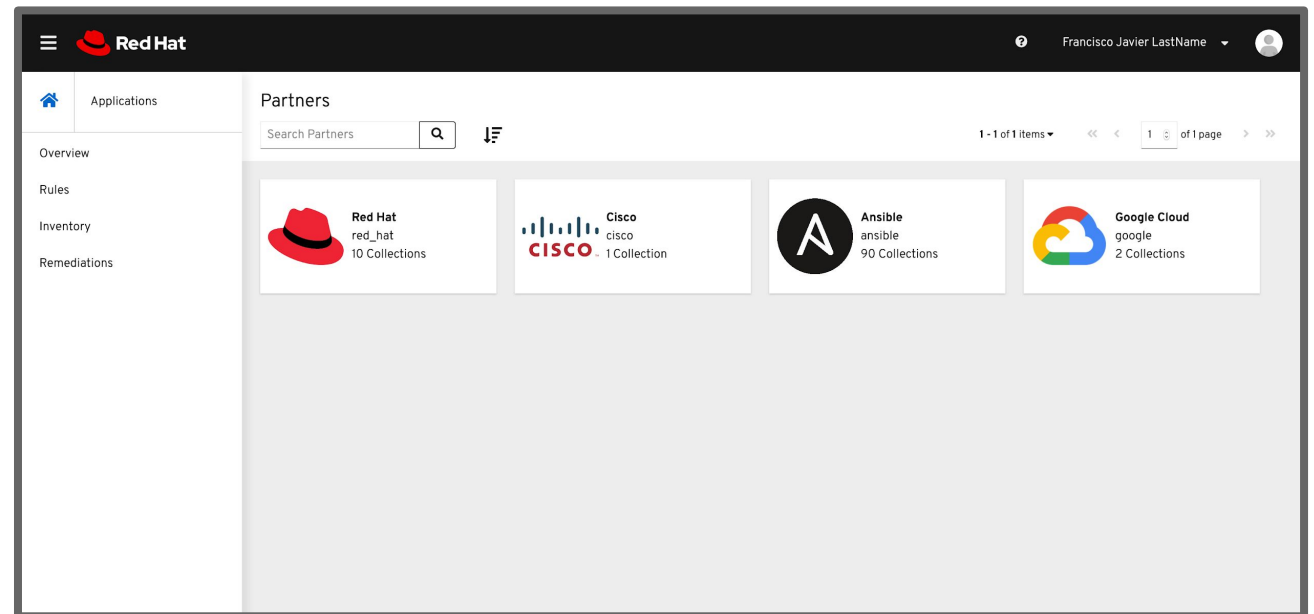 Red Hat
Francisco Javier LastName
Applications
Overview
Rules
Inventory
Remediations
Partners
Search Partners
1 - 1 of 1 items
1
of 1 page
Red Hat
red_hat
10 Collections
CISCO
Cisco
cisco
1 Collection
A
Ansible
ansible
90 Collections
Google Cloud
google
2 Collections